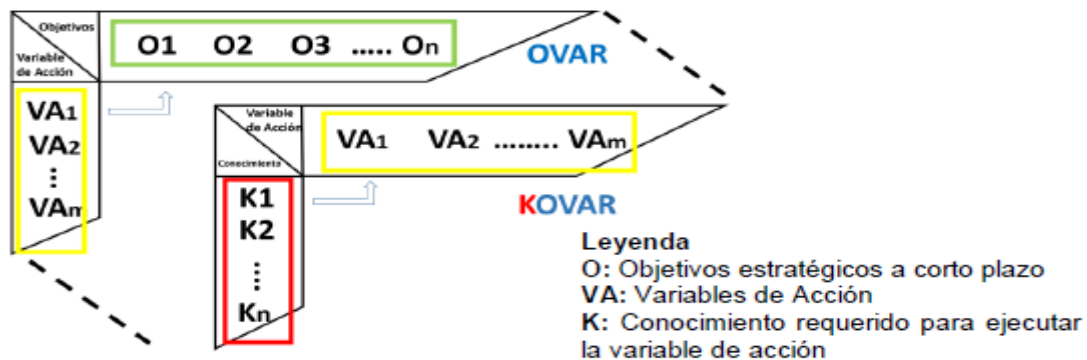 Objetivos
Variable
de Acción
O1 O2 O3 ..... On
OVAR
VA1
VA2
⋮
VAm
Variable
de Acción
Conocimiento
VA1 VA2 ........ VAm
K1
K2
⋮
Kn
KOVAR
Leyenda
O: Objetivos estratégicos a corto plazo
VA: Variables de Acción
K: Conocimiento requerido para ejecutar
la variable de acción